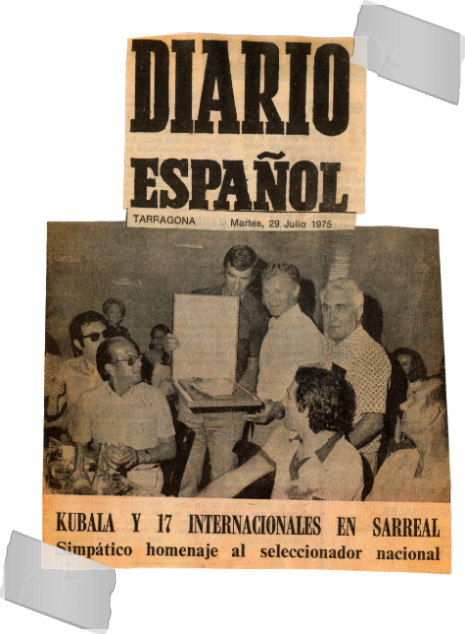 DIARIO
ESPAÑOL
TARRAGONA Martes, 29 Julio 1975
KUBALA Y 17 INTERNACIONALES EN SARREAL
Simpático homenaje al seleccionador nacional